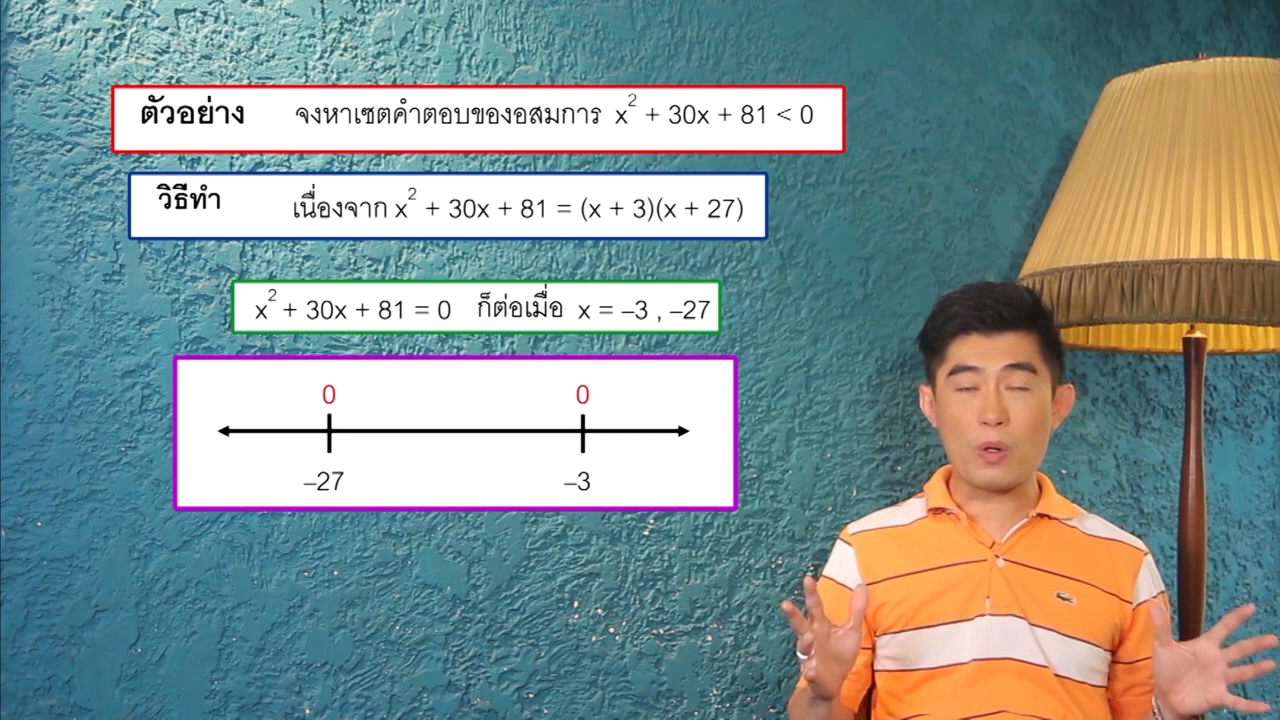 ตัวอย่าง จงหาเซตคำตอบของอสมการ x² + 30x + 81 < 0
วิธีทำ เนื่องจาก x² + 30x + 81 = (x + 3)(x + 27)
x² + 30x + 81 = 0 ก็ต่อเมื่อ x = –3 , –27
0 0
–27 –3